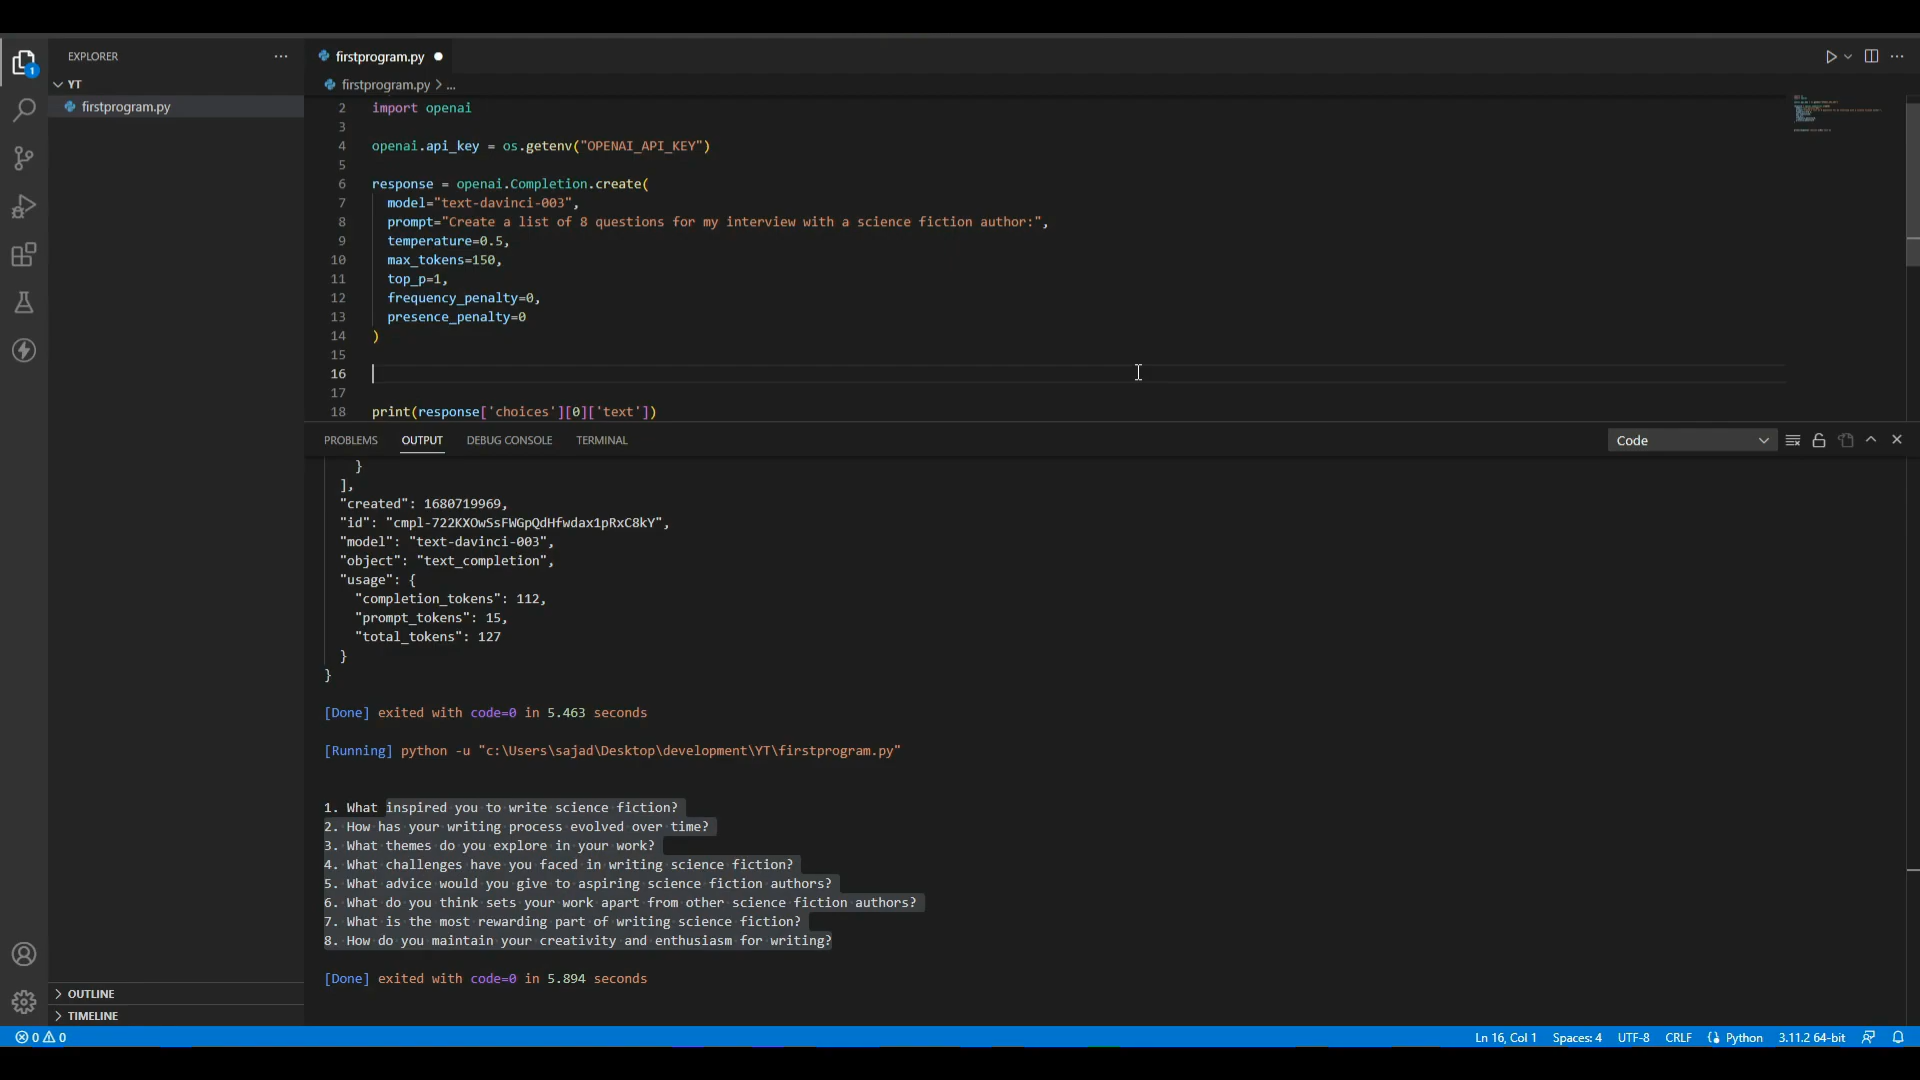 EXPLORER
YT
firstprogram.py
OUTLINE
TIMELINE
1
firstprogram.py
firstprogram.py > ...
2 import openai
3
4 openai.api_key = os.getenv("OPENAI_API_KEY")
5
6 response = openai.Completion.create(
7 model="text-davinci-003",
8 prompt="Create a list of 8 questions for my interview with a science fiction author:",
9 temperature=0.5,
10 max_tokens=150,
11 top_p=1,
12 frequency_penalty=0,
13 presence_penalty=0
14 )
15
16
17
18 print(response['choices'][0]['text'])
PROBLEMS OUTPUT DEBUG CONSOLE TERMINAL Code
}
],
"created": 1680719969,
"id": "cmpl-722KXOwSsFWGpQdHfwdax1pRxC8kY",
"model": "text-davinci-003",
"object": "text_completion",
"usage": {
"completion_tokens": 112,
"prompt_tokens": 15,
"total_tokens": 127
}
}
[Done] exited with code=0 in 5.463 seconds
[Running] python -u "c:\Users\sajad\Desktop\development\YT\firstprogram.py"
1. What inspired you to write science fiction?
2. How has your writing process evolved over time?
3. What themes do you explore in your work?
4. What challenges have you faced in writing science fiction?
5. What advice would you give to aspiring science fiction authors?
6. What do you think sets your work apart from other science fiction authors?
7. What is the most rewarding part of writing science fiction?
8. How do you maintain your creativity and enthusiasm for writing?
[Done] exited with code=0 in 5.894 seconds
0 0 Ln 16, Col 1 Spaces: 4 UTF-8 CRLF Python 3.11.2 64-bit